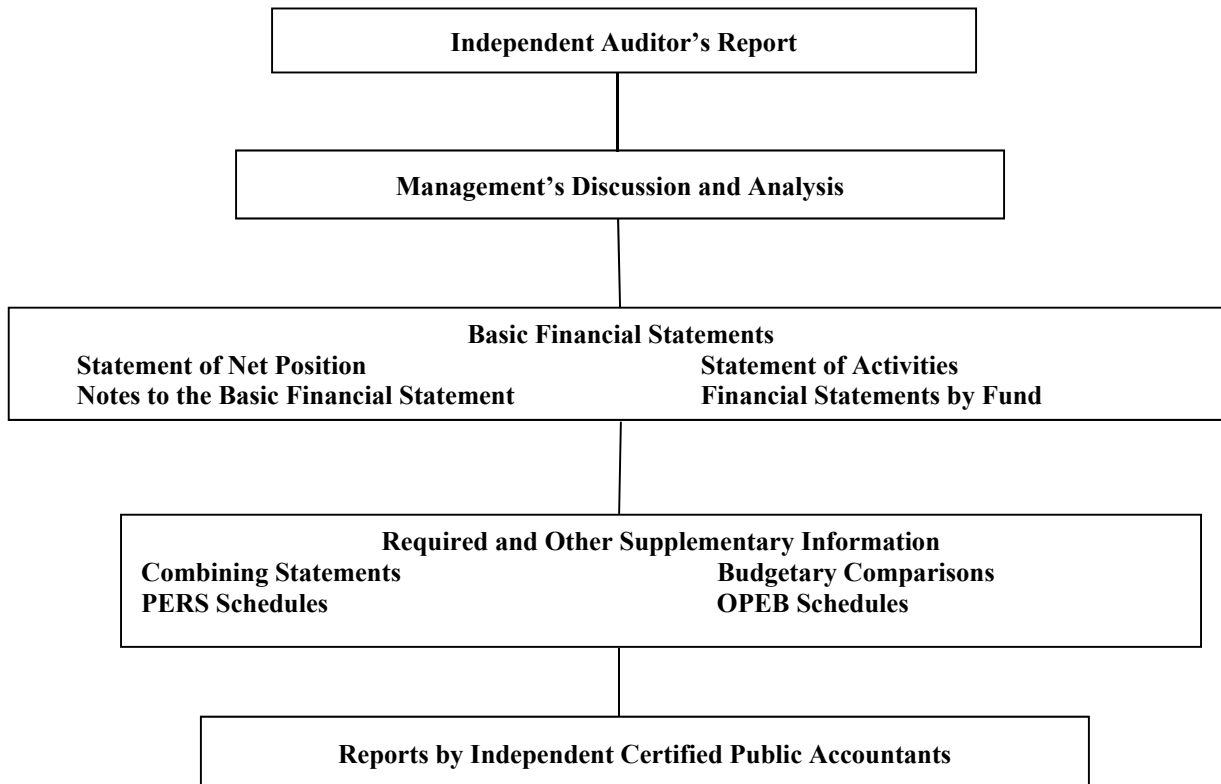 Independent Auditor’s Report
Management’s Discussion and Analysis
Basic Financial Statements
Statement of Net Position Statement of Activities
Notes to the Basic Financial Statement Financial Statements by Fund
Required and Other Supplementary Information
Combining Statements Budgetary Comparisons
PERS Schedules OPEB Schedules
Reports by Independent Certified Public Accountants